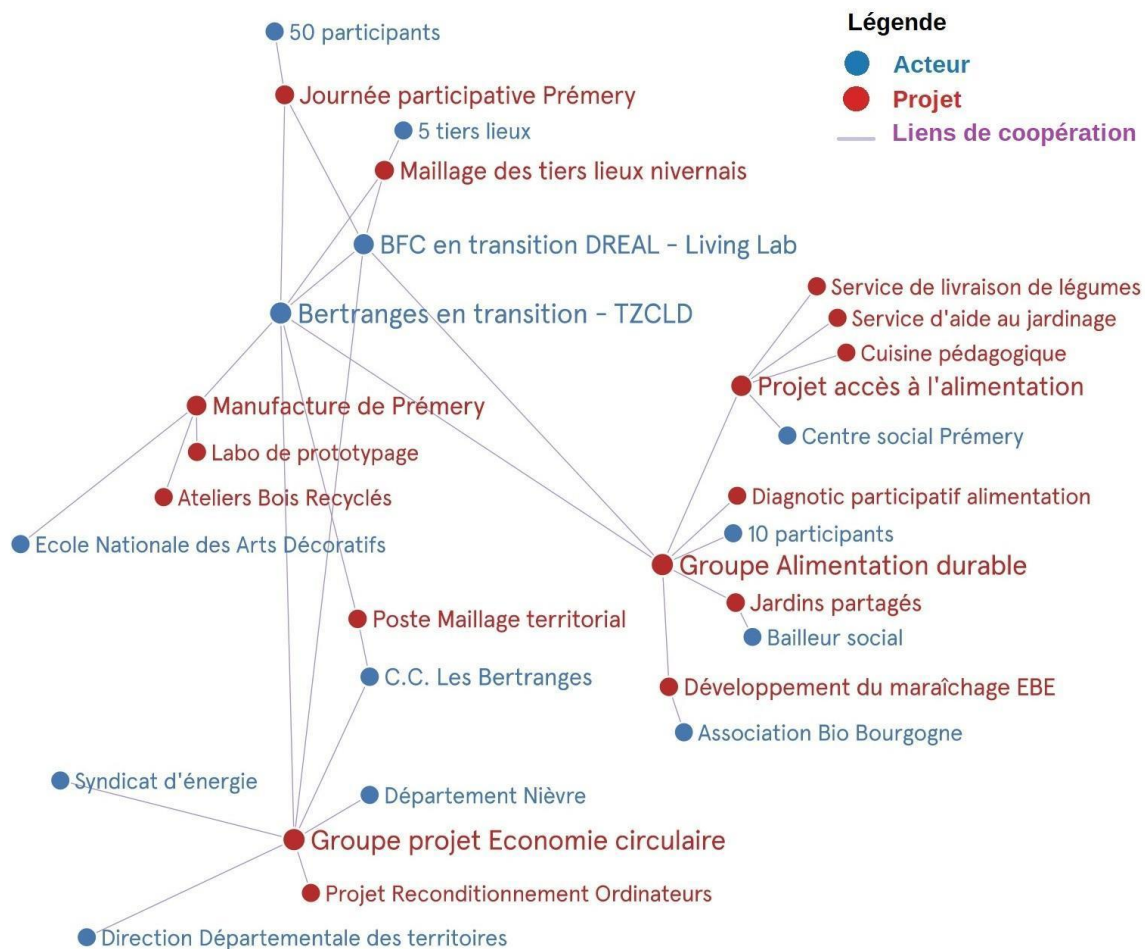 50 participants
Légende
Acteur
Projet
Liens de coopération
Journée participative Prémery
5 tiers lieux
Maillage des tiers lieux nivernais
BFC en transition DREAL - Living Lab
Bertranges en transition - TZCLD
Service de livraison de légumes
Service d'aide au jardinage
Cuisine pédagogique
Projet accès à l'alimentation
Centre social Prémery
Manufacture de Prémery
Labo de prototypage
Ateliers Bois Recyclés
Ecole Nationale des Arts Décoratifs
Diagnotic participatif alimentation
10 participants
Groupe Alimentation durable
Jardins partagés
Bailleur social
Développement du maraîchage EBE
Association Bio Bourgogne
Poste Maillage territorial
C.C. Les Bertranges
Syndicat d'énergie
Département Nièvre
Groupe projet Economie circulaire
Projet Reconditionnement Ordinateurs
Direction Départementale des territoires